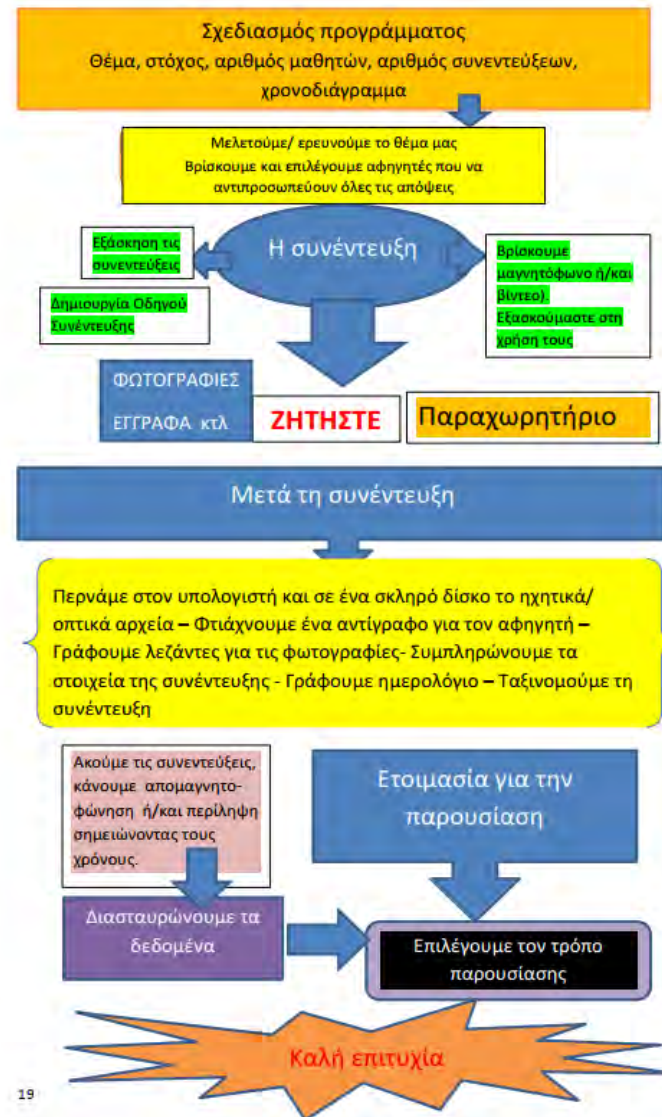 Σχεδιασμός προγράμματος
Θέμα, στόχος, αριθμός μαθητών, αριθμός συνεντεύξεων,
χρονοδιάγραμμα
Μελετούμε/ ερευνούμε το θέμα μας
Βρίσκουμε και επιλέγουμε αφηγητές που να
αντιπροσωπεύουν όλες τις απόψεις
Η συνέντευξη
Εξάσκηση τις
συνεντεύξεις
Δημιουργία Οδηγού
Συνέντευξης
Βρίσκουμε
μαγνητόφωνο ή/και
βίντεο).
Εξασκούμαστε στη
χρήση τους
ΦΩΤΟΓΡΑΦΙΕΣ
ΕΓΓΡΑΦΑ κτλ
ΖΗΤΗΣΤΕ
Παραχωρητήριο
Μετά τη συνέντευξη
Περνάμε στον υπολογιστή και σε ένα σκληρό δίσκο το ηχητικά/
οπτικά αρχεία – Φτιάχνουμε ένα αντίγραφο για τον αφηγητή –
Γράφουμε λεζάντες για τις φωτογραφίες- Συμπληρώνουμε τα
στοιχεία της συνέντευξης - Γράφουμε ημερολόγιο – Ταξινομούμε τη
συνέντευξη
Ακούμε τις συνεντεύξεις,
κάνουμε απομαγνητο-
φώνηση ή/και περίληψη
σημειώνοντας τους
χρόνους.
Ετοιμασία για την
παρουσίαση
Διασταυρώνουμε τα
δεδομένα
Επιλέγουμε τον τρόπο
παρουσίασης
Καλή επιτυχία
19